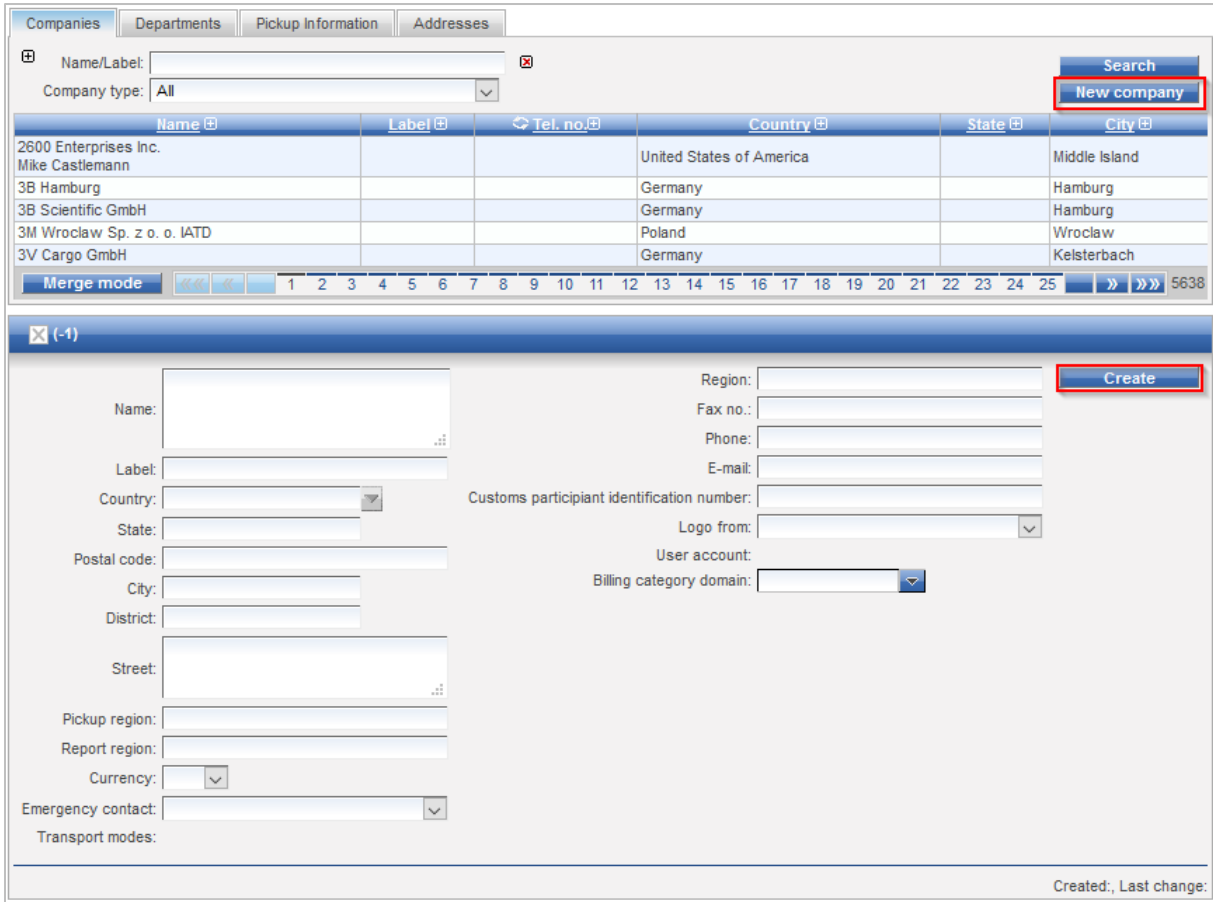 Companies Departments Pickup Information Addresses
Name/Label:
Search
Company type: All
New company
Name Label Tel. no. Country State City
2600 Enterprises Inc.
Mike Castlemann United States of America Middle Island
3B Hamburg Germany Hamburg
3B Scientific GmbH Germany Hamburg
3M Wroclaw Sp. z o. o. IATD Poland Wroclaw
3V Cargo GmbH Germany Kelsterbach
Merge mode «« « 1 2 3 4 5 6 7 8 9 10 11 12 13 14 15 16 17 18 19 20 21 22 23 24 25 » »» 5638
(-1)
Name:
Label:
Country:
State:
Postal code:
City:
District:
Street:
Pickup region:
Report region:
Currency:
Emergency contact:
Transport modes:
Region:
Fax no.:
Phone:
E-mail:
Customs participiant identification number:
Logo from:
User account:
Billing category domain:
Create
Created:, Last change: